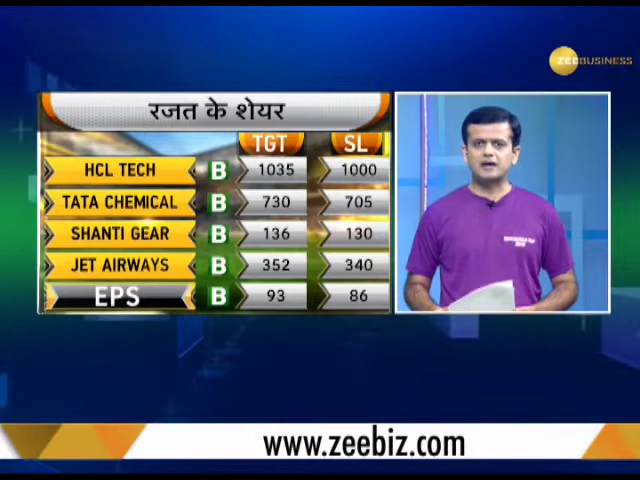 ZEEBUSINESS
रजत के शेयर
TGT SL
HCL TECH B 1035 1000
TATA CHEMICAL B 730 705
SHANTI GEAR B 136 130
JET AIRWAYS B 352 340
EPS B 93 86
www.zeebiz.com